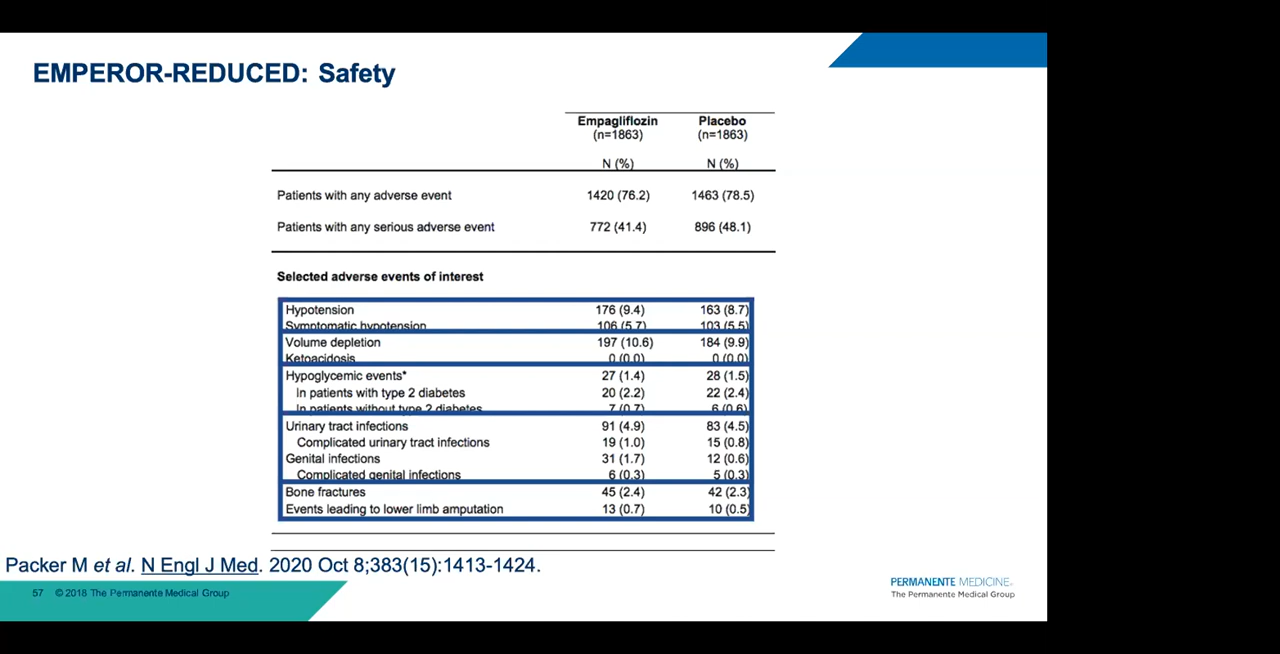 EMPEROR-REDUCED: Safety
Empagliflozin Placebo
(n=1863) (n=1863)
N (%) N (%)
Patients with any adverse event 1420 (76.2) 1463 (78.5)
Patients with any serious adverse event 772 (41.4) 896 (48.1)
Selected adverse events of interest
Hypotension 176 (9.4) 163 (8.7)
Symptomatic hypotension 106 (5.7) 103 (5.5)
Volume depletion 197 (10.6) 184 (9.9)
Ketoacidosis 0 (0.0) 0 (0.0)
Hypoglycemic events* 27 (1.4) 28 (1.5)
In patients with type 2 diabetes 20 (2.2) 22 (2.4)
In patients without type 2 diabetes 7 (0.7) 6 (0.6)
Urinary tract infections 91 (4.9) 83 (4.5)
Complicated urinary tract infections 19 (1.0) 15 (0.8)
Genital infections 31 (1.7) 12 (0.6)
Complicated genital infections 6 (0.3) 5 (0.3)
Bone fractures 45 (2.4) 42 (2.3)
Events leading to lower limb amputation 13 (0.7) 10 (0.5)
Packer M et al. N Engl J Med. 2020 Oct 8;383(15):1413-1424.
57 © 2018 The Permanente Medical Group
PERMANENTE MEDICINE
The Permanente Medical Group